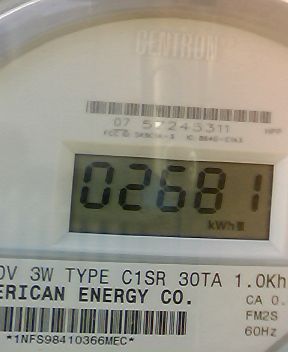 CENTRON
07 57245311
02681
kWh
0V 3W TYPE C1SR 30TA 1.0Kh
ERICAN ENERGY CO.
CA 0.
FM2S
60Hz
*1NFS98410366MEC*